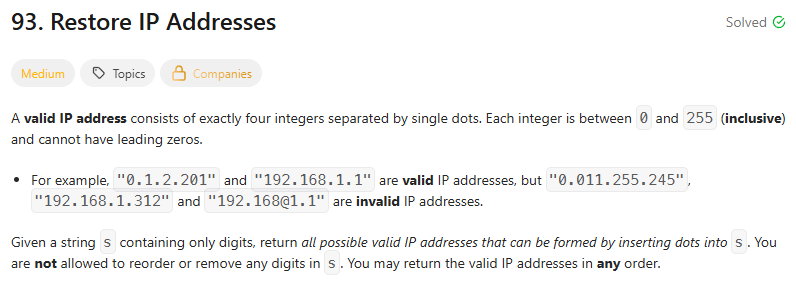 93. Restore IP Addresses
Solved
Medium
Topics
Companies
A valid IP address consists of exactly four integers separated by single dots. Each integer is between 0 and 255 (inclusive)
and cannot have leading zeros.
• For example, "0.1.2.201" and "192.168.1.1" are valid IP addresses, but "0.011.255.245",
"192.168.1.312" and "192.168@1.1" are invalid IP addresses.
Given a string s containing only digits, return all possible valid IP addresses that can be formed by inserting dots into s. You
are not allowed to reorder or remove any digits in s. You may return the valid IP addresses in any order.